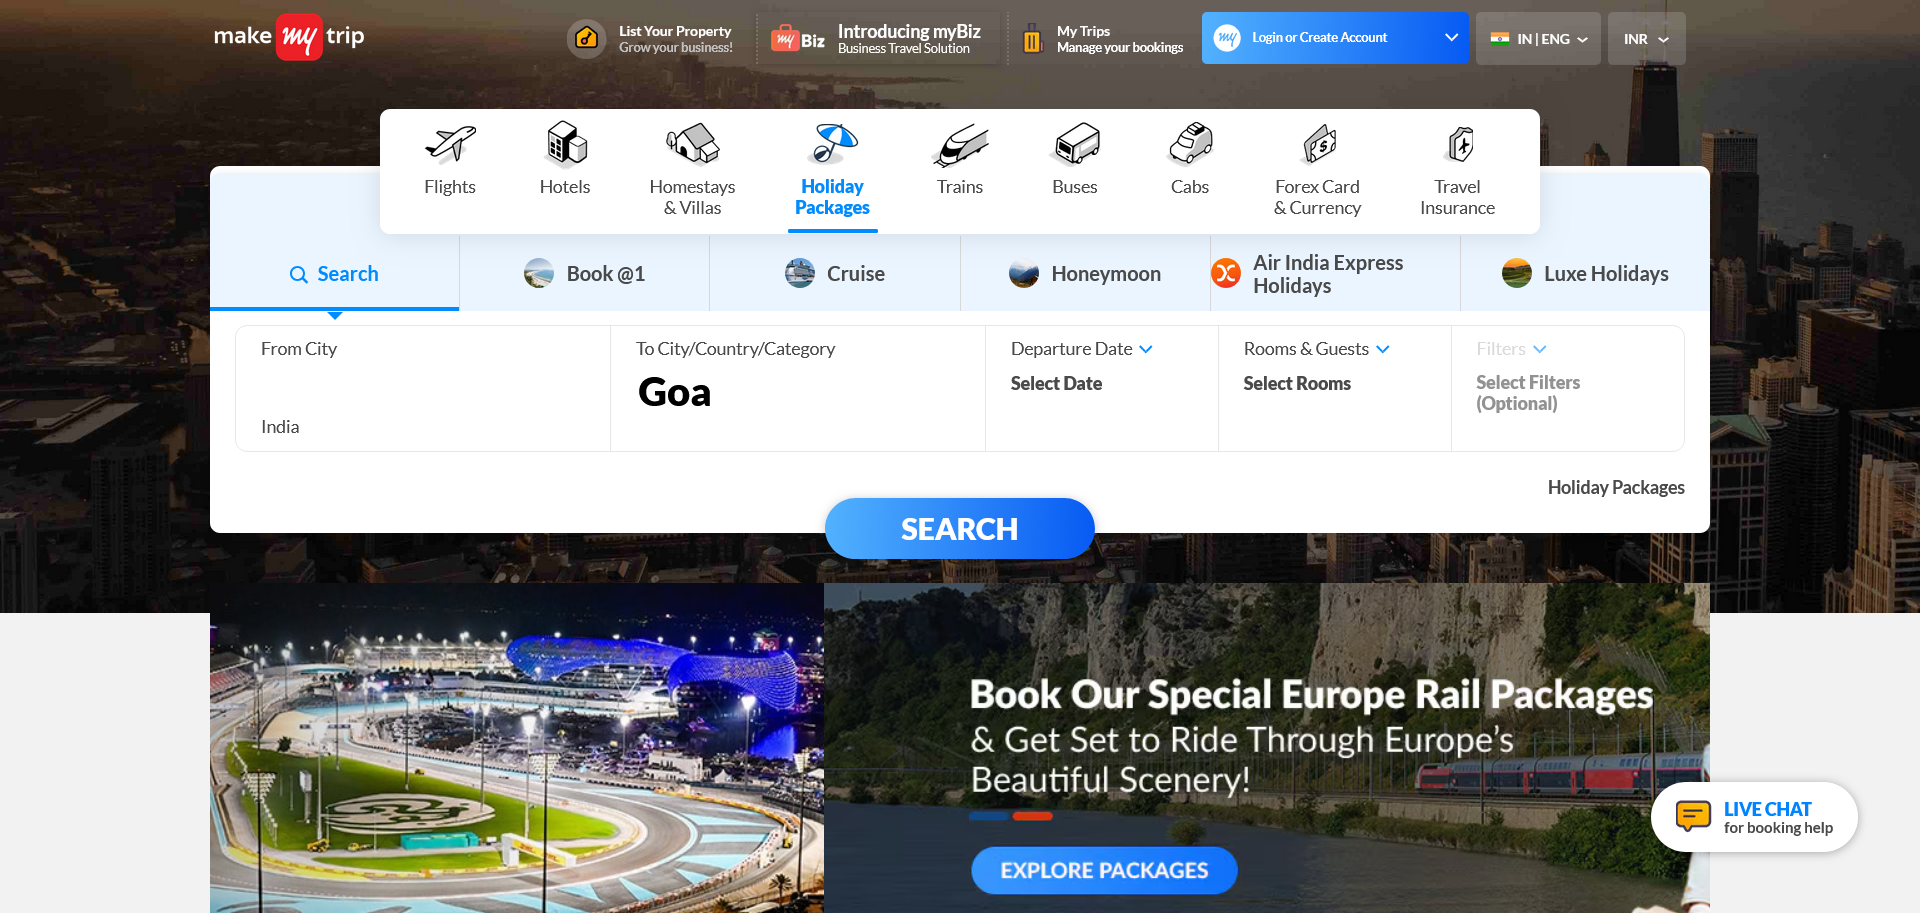 make my trip
List Your Property
Grow your business!
my Biz
Introducing myBiz
Business Travel Solution
My Trips
Manage your bookings
my
Login or Create Account
IN | ENG
INR
Flights
Hotels
Homestays
& Villas
Holiday
Packages
Trains
Buses
Cabs
Forex Card
& Currency
Travel
Insurance
Search
Book @1
Cruise
Honeymoon
Air India Express
Holidays
Luxe Holidays
From City
India
To City/Country/Category
Goa
Departure Date
Select Date
Rooms & Guests
Select Rooms
Filters
Select Filters
(Optional)
Holiday Packages
SEARCH
Book Our Special Europe Rail Packages
& Get Set to Ride Through Europe's
Beautiful Scenery!
EXPLORE PACKAGES
LIVE CHAT
for booking help